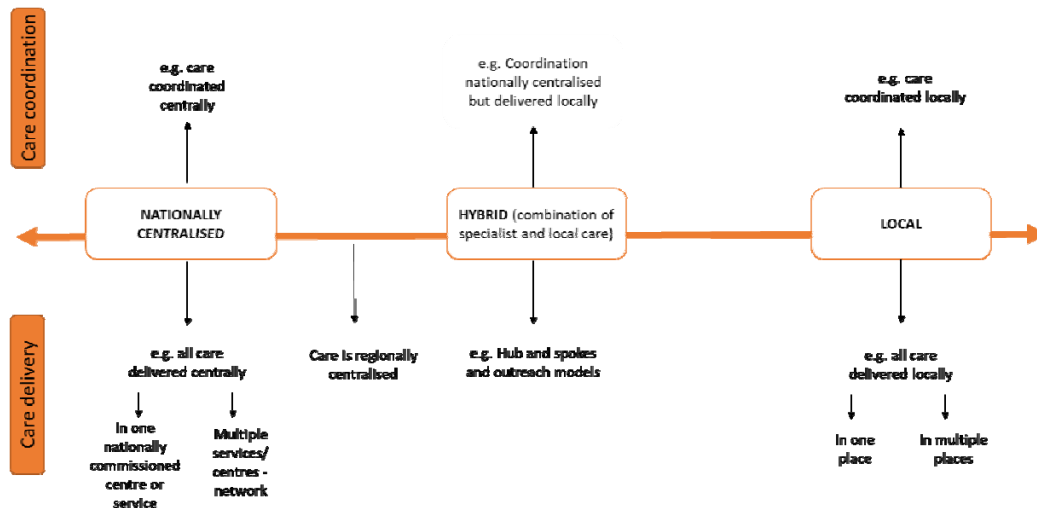 Care coordination
e.g. care
coordinated
centrally
e.g. Coordination
nationally centralised
but delivered locally
e.g. care
coordinated locally
NATIONALLY
CENTRALISED
HYBRID (combination of
specialist and local care)
LOCAL
Care delivery
e.g. all care
delivered centrally
Care is regionally
centralised
e.g. Hub and spokes
and outreach models
e.g. all care
delivered locally
In one
nationally
commissioned
centre or
service
Multiple
services/
centres -
network
In one
place
In multiple
places